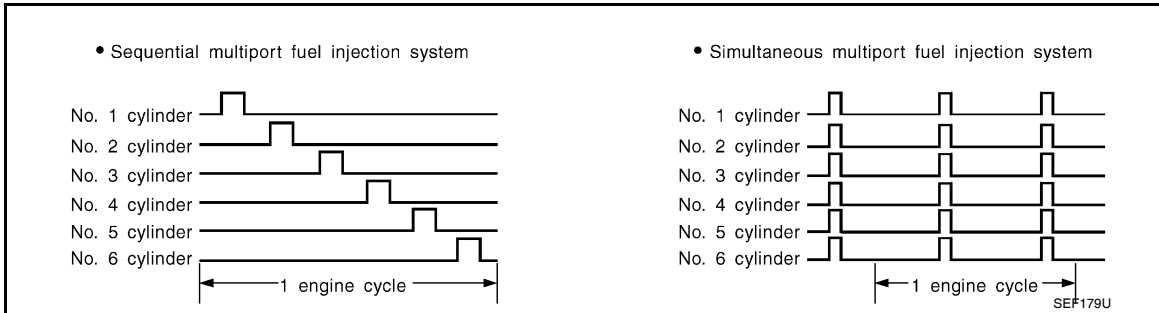 • Sequential multiport fuel injection system
No. 1 cylinder
No. 2 cylinder
No. 3 cylinder
No. 4 cylinder
No. 5 cylinder
No. 6 cylinder
1 engine cycle
• Simultaneous multiport fuel injection system
No. 1 cylinder
No. 2 cylinder
No. 3 cylinder
No. 4 cylinder
No. 5 cylinder
No. 6 cylinder
1 engine cycle
SEF179U